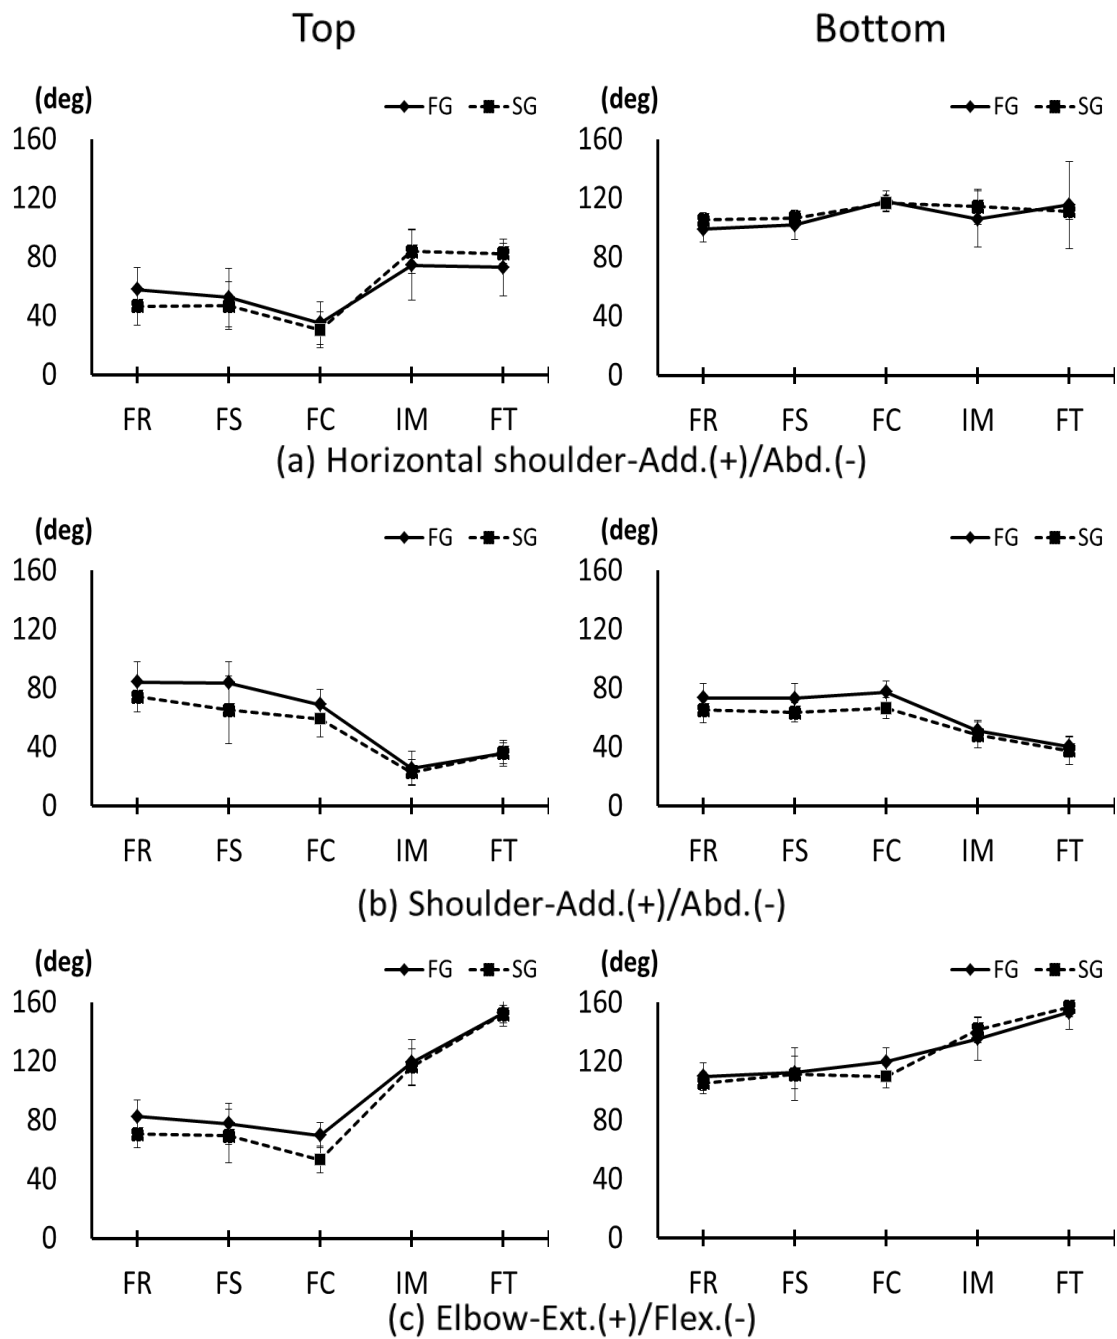 Top Bottom
(deg) FG SG (deg) FG SG
160 160
120 120
80 80
40 40
0 0
FR FS FC IM FT FR FS FC IM FT
(a) Horizontal shoulder-Add.(+)/Abd.(-)
(deg) FG SG (deg) FG SG
160 160
120 120
80 80
40 40
0 0
FR FS FC IM FT FR FS FC IM FT
(b) Shoulder-Add.(+)/Abd.(-)
(deg) FG SG (deg) FG SG
160 160
120 120
80 80
40 40
0 0
FR FS FC IM FT FR FS FC IM FT
(c) Elbow-Ext.(+)/Flex.(-)